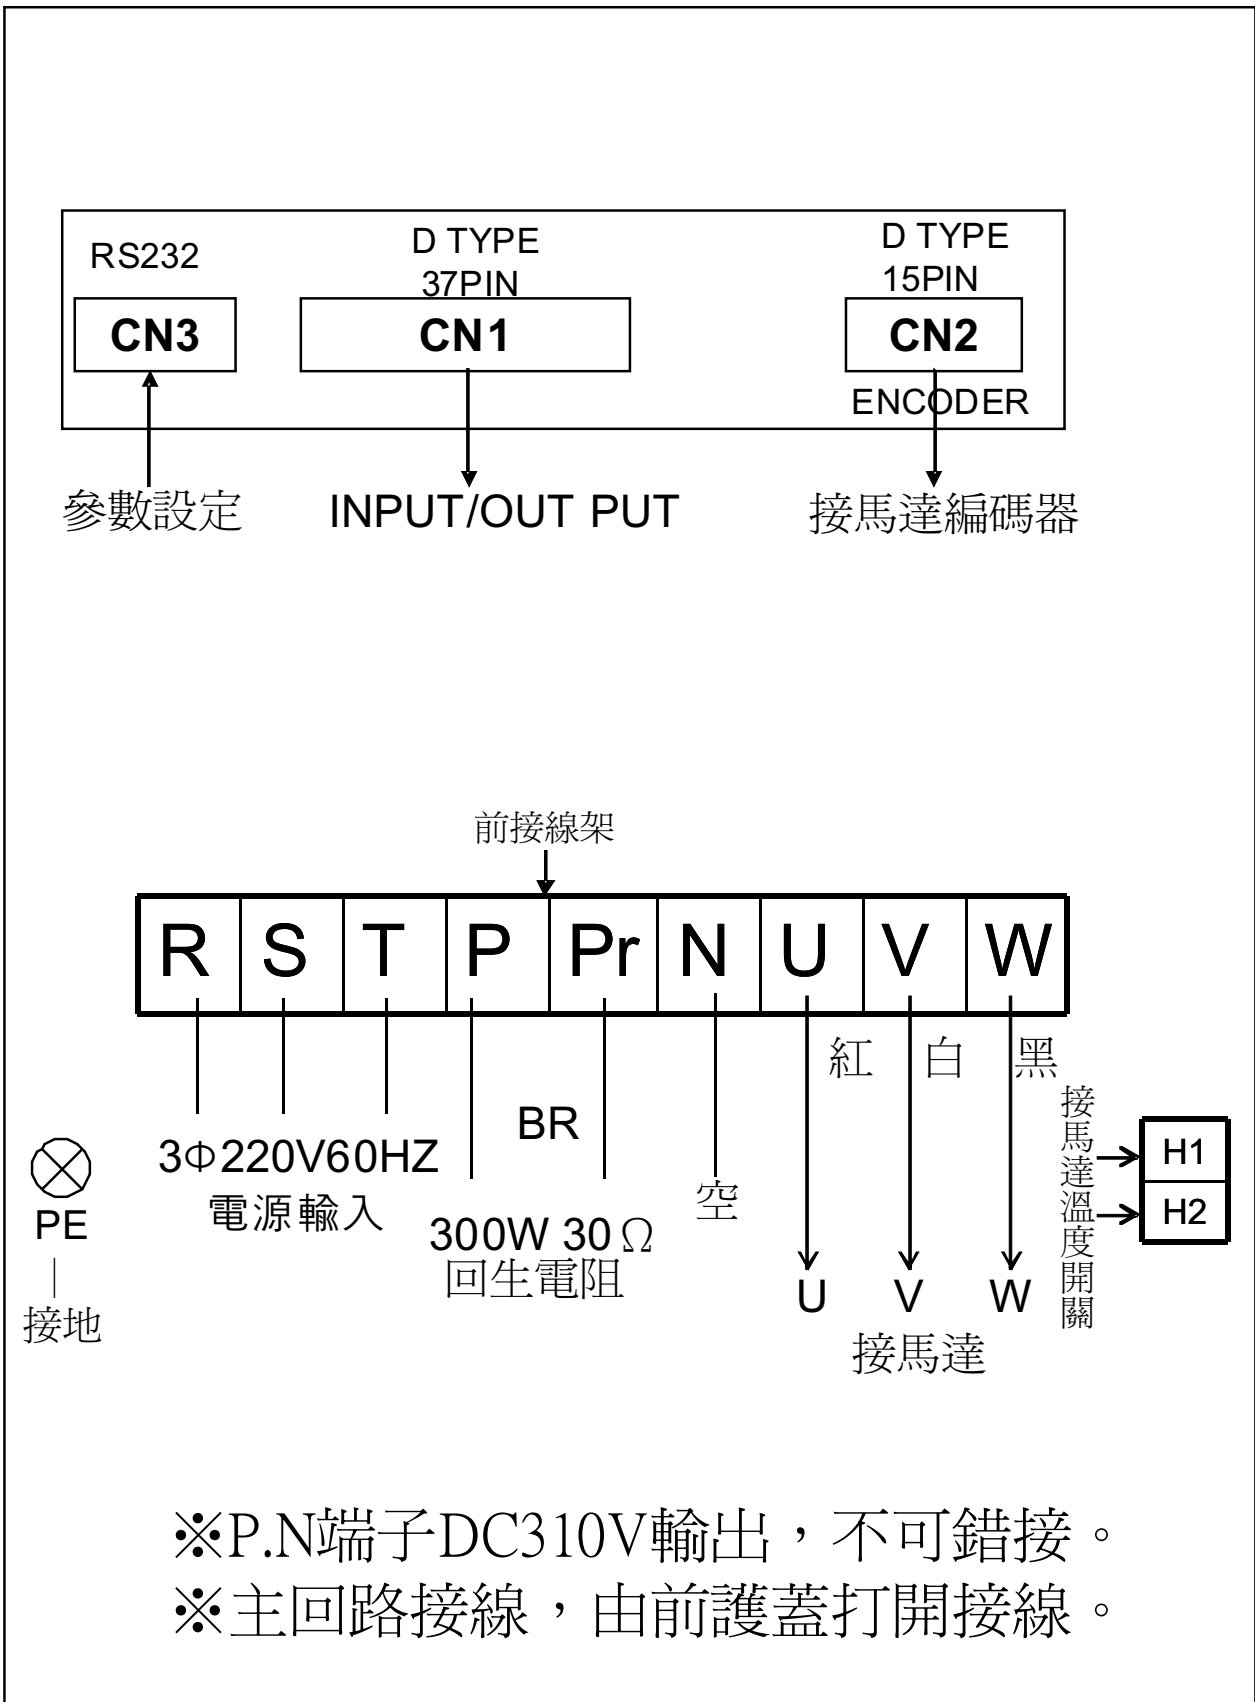 RS232
D TYPE
37PIN
D TYPE
15PIN
CN3
CN1
CN2
ENCODER
參數設定
INPUT/OUT PUT
接馬達編碼器
前接線架
R S T P Pr N U V W
紅 白 黑
BR
3Φ220V60HZ
電源輸入
PE
接地
300W 30Ω
回生電阻
空
U V W
接馬達
接馬達溫度開關
H1
H2
※P.N端子DC310V輸出，不可錯接。
※主回路接線，由前護蓋打開接線。